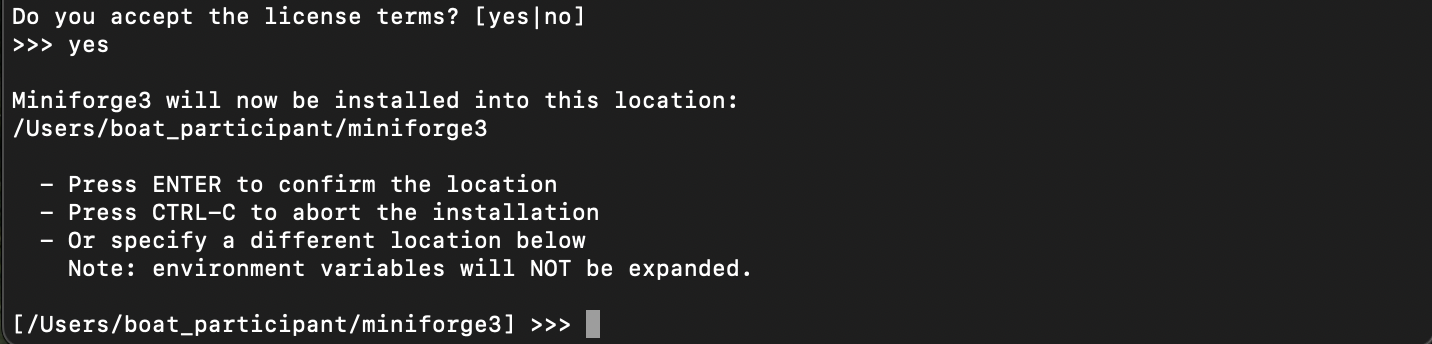 Do you accept the license terms? [yes|no]
>>> yes
Miniforge3 will now be installed into this location:
/Users/boat_participant/miniforge3
– Press ENTER to confirm the location
– Press CTRL–C to abort the installation
– Or specify a different location below
Note: environment variables will NOT be expanded.
[/Users/boat_participant/miniforge3] >>>